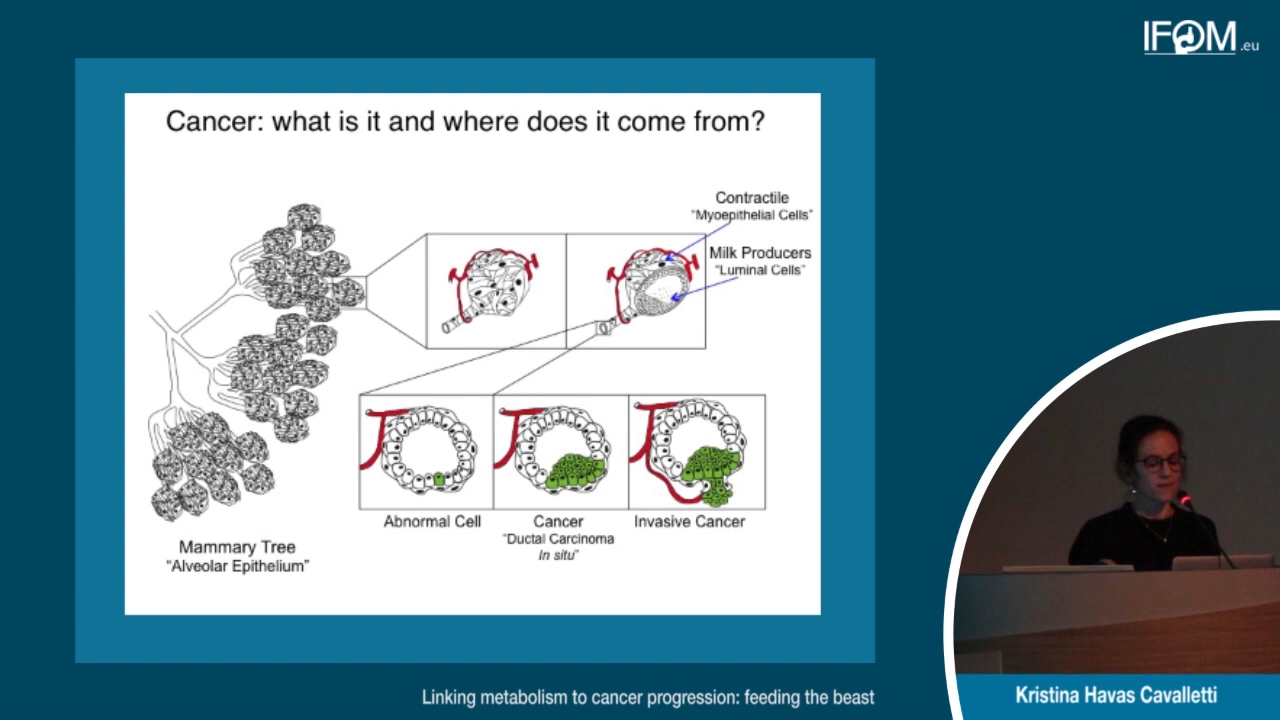 IFOM.eu
Cancer: what is it and where does it come from?
Contractile
"Myoepithelial Cells"
Milk Producers
"Luminal Cells"
Abnormal Cell
Cancer
"Ductal Carcinoma
In situ"
Invasive Cancer
Mammary Tree
"Alveolar Epithelium"
Linking metabolism to cancer progression: feeding the beast
Kristina Havas Cavalletti